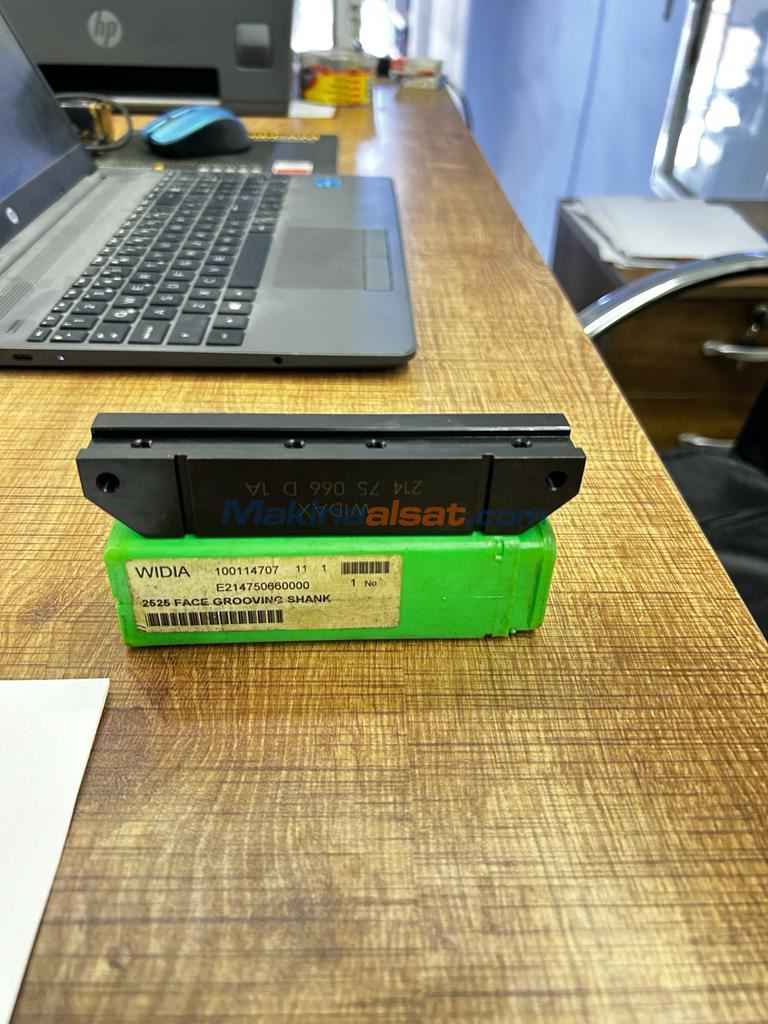 hp
214 75 066 D 1A
WIDAX
Makinaalsat.com
WIDIA 100114707 11 1
E214750660000 1 No
2525 FACE GROOVING SHANK